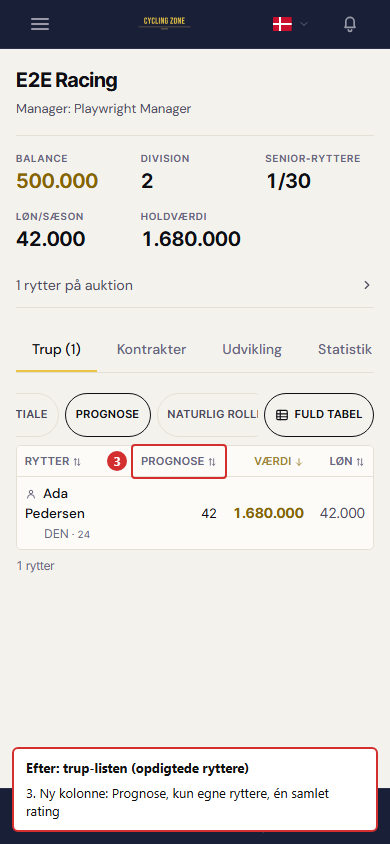 CYCLING ZONE
E2E Racing
Manager: Playwright Manager
BALANCE
500.000
DIVISION
2
SENIOR-RYTTERE
1/30
LØN/SÆSON
42.000
HOLDVÆRDI
1.680.000
1 rytter på auktion
Trup (1) Kontrakter Udvikling Statistik
TIALE PROGNOSE NATURLIG ROLL FULD TABEL
RYTTER 3 PROGNOSE VÆRDI ↓ LØN
Ada
Pedersen 42 1.680.000 42.000
DEN · 24
1 rytter
Efter: trup-listen (opdigtede ryttere)
3. Ny kolonne: Prognose, kun egne ryttere, én samlet
rating